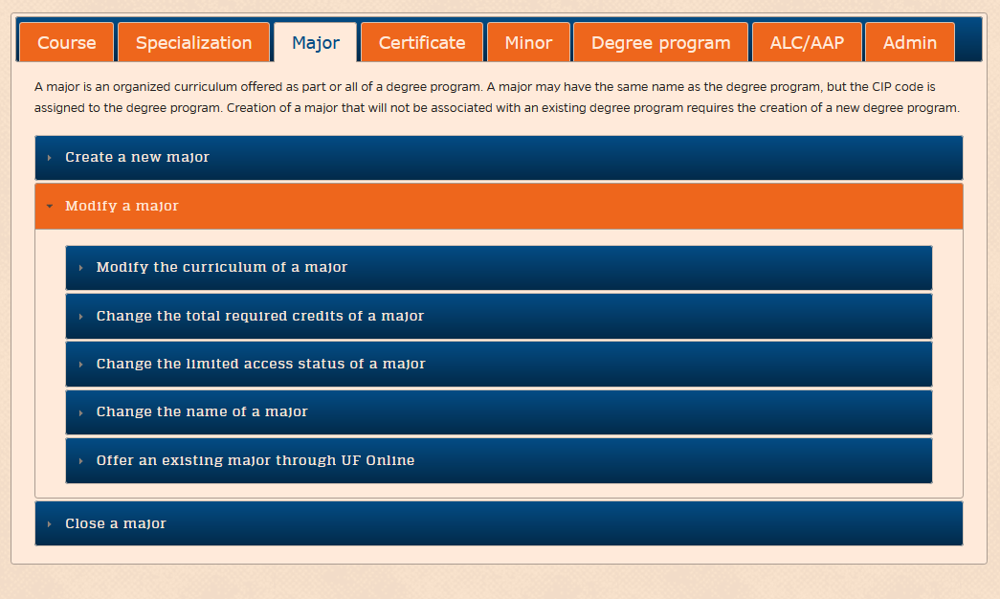 Course Specialization Major Certificate Minor Degree program ALC/AAP Admin
A major is an organized curriculum offered as part or all of a degree program. A major may have the same name as the degree program, but the CIP code is
assigned to the degree program. Creation of a major that will not be associated with an existing degree program requires the creation of a new degree program.
Create a new major
Modify a major
Modify the curriculum of a major
Change the total required credits of a major
Change the limited access status of a major
Change the name of a major
Offer an existing major through UF Online
Close a major